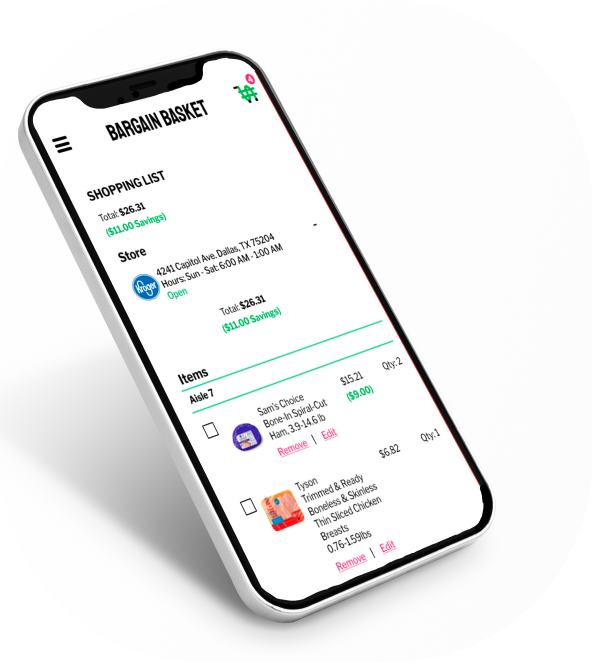 BARGAIN BASKET
4
SHOPPING LIST
Total: $26.31
($11.00 Savings)
Store
Kroger
4241 Capitol Ave. Dallas, TX 75204
Hours: Sun - Sat: 6:00 AM - 1:00 AM
Open
-
Total: $26.31
($11.00 Savings)
Items
Aisle 7
Sam's Choice
Bone-In Spiral-Cut
Ham, 3.9-14.6 lb
$15.21
($9.00)
Qty: 2
Remove | Edit
Tyson
Trimmed & Ready
Boneless & Skinless
Thin Sliced Chicken
Breasts
0.76-1.59lbs
$6.82
Qty:1
Remove | Edit